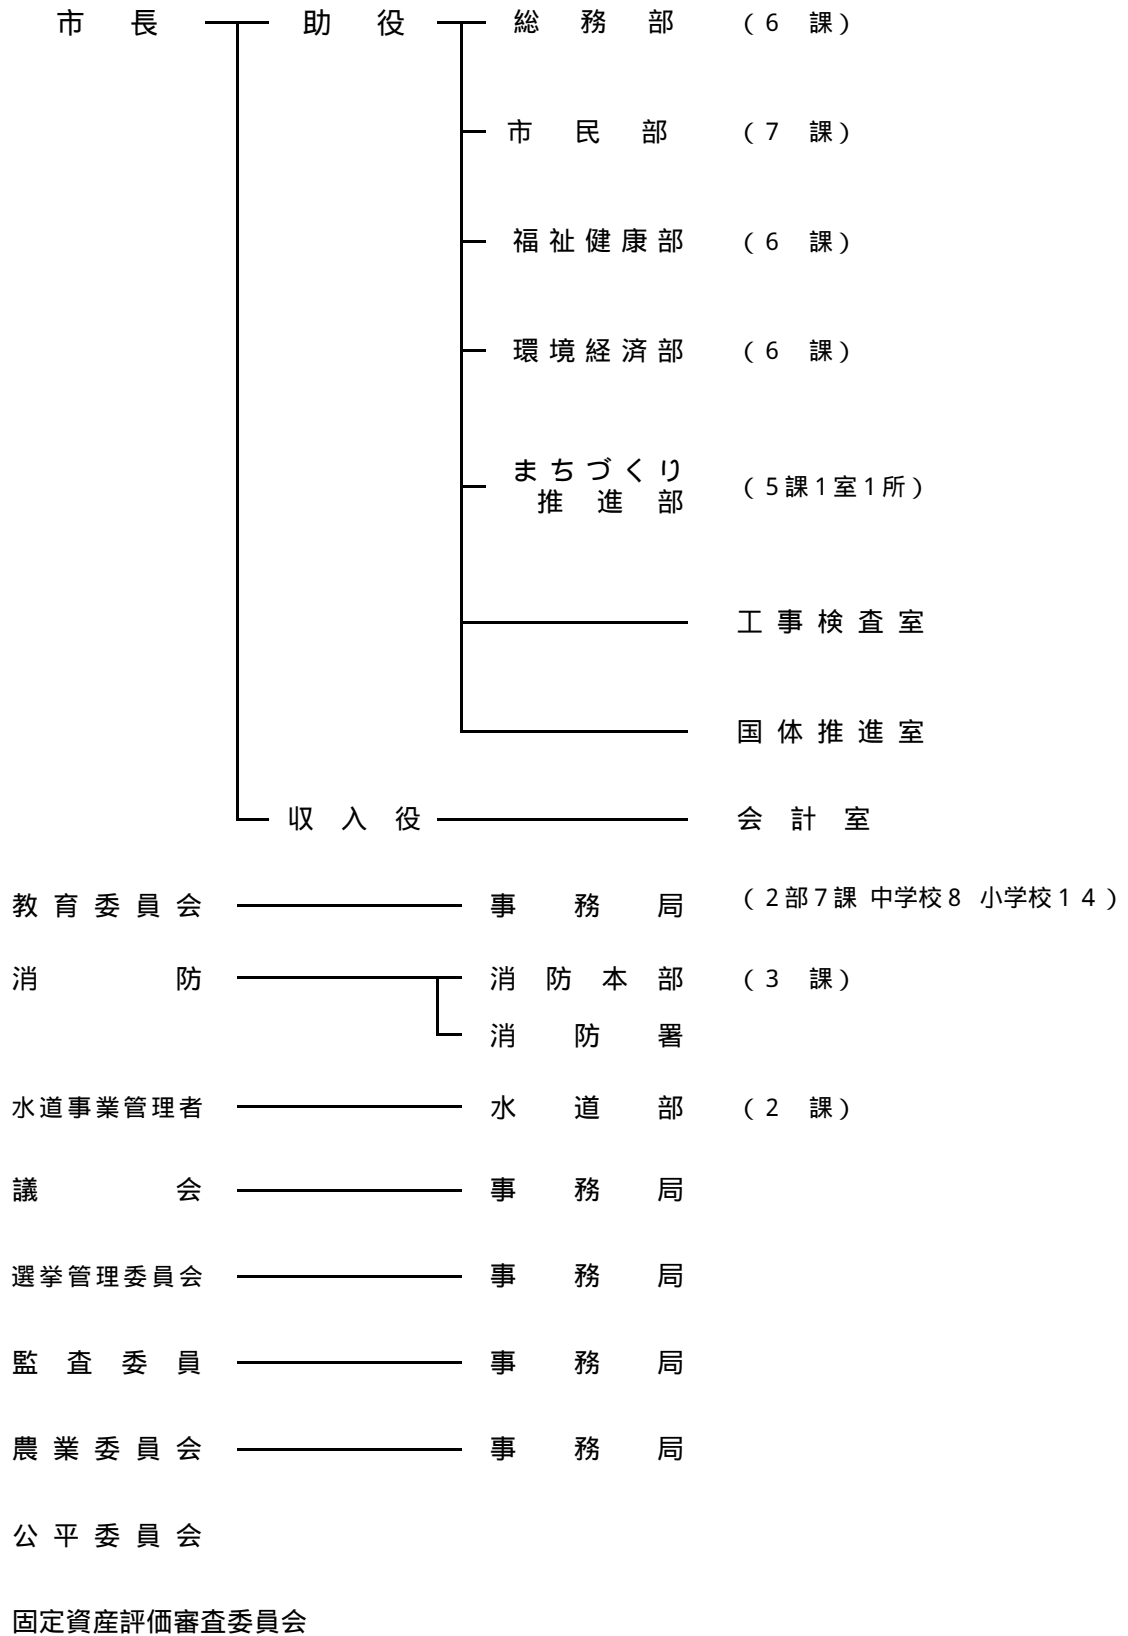 市長 助役 総務部 (6 課)
市民部 (7 課)
福祉健康部 (6 課)
環境経済部 (6 課)
まちづくり
推進部 (5課1室1所)
工事検査室
国体推進室
収入役 会計室
教育委員会 事務局 (2部7課 中学校8 小学校14)
消防 消防本部 (3 課)
消防署
水道事業管理者 水道部 (2 課)
議会 事務局
選挙管理委員会 事務局
監査委員 事務局
農業委員会 事務局
公平委員会
固定資産評価審査委員会